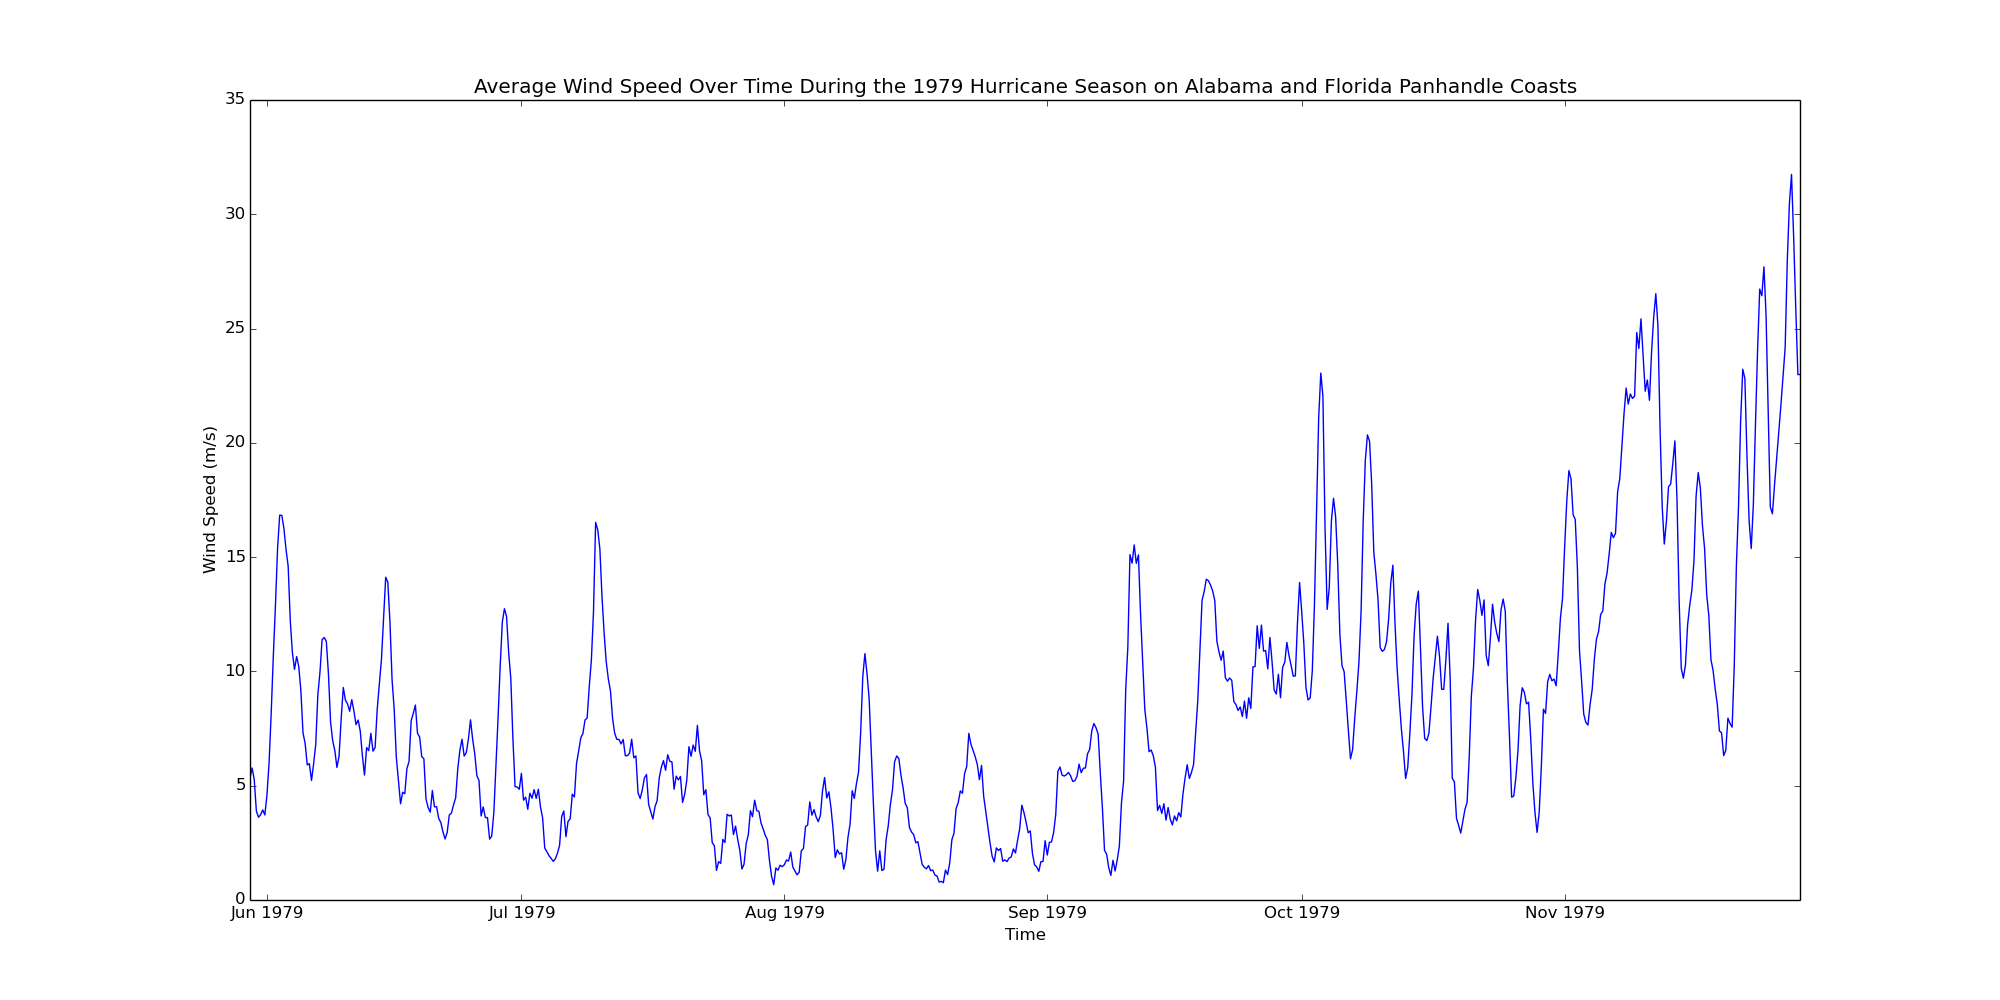 Average Wind Speed Over Time During the 1979 Hurricane Season on Alabama and Florida Panhandle Coasts
35
30
25
20
15
10
5
0
Wind Speed (m/s)
Jun 1979 Jul 1979 Aug 1979 Sep 1979 Oct 1979 Nov 1979
Time